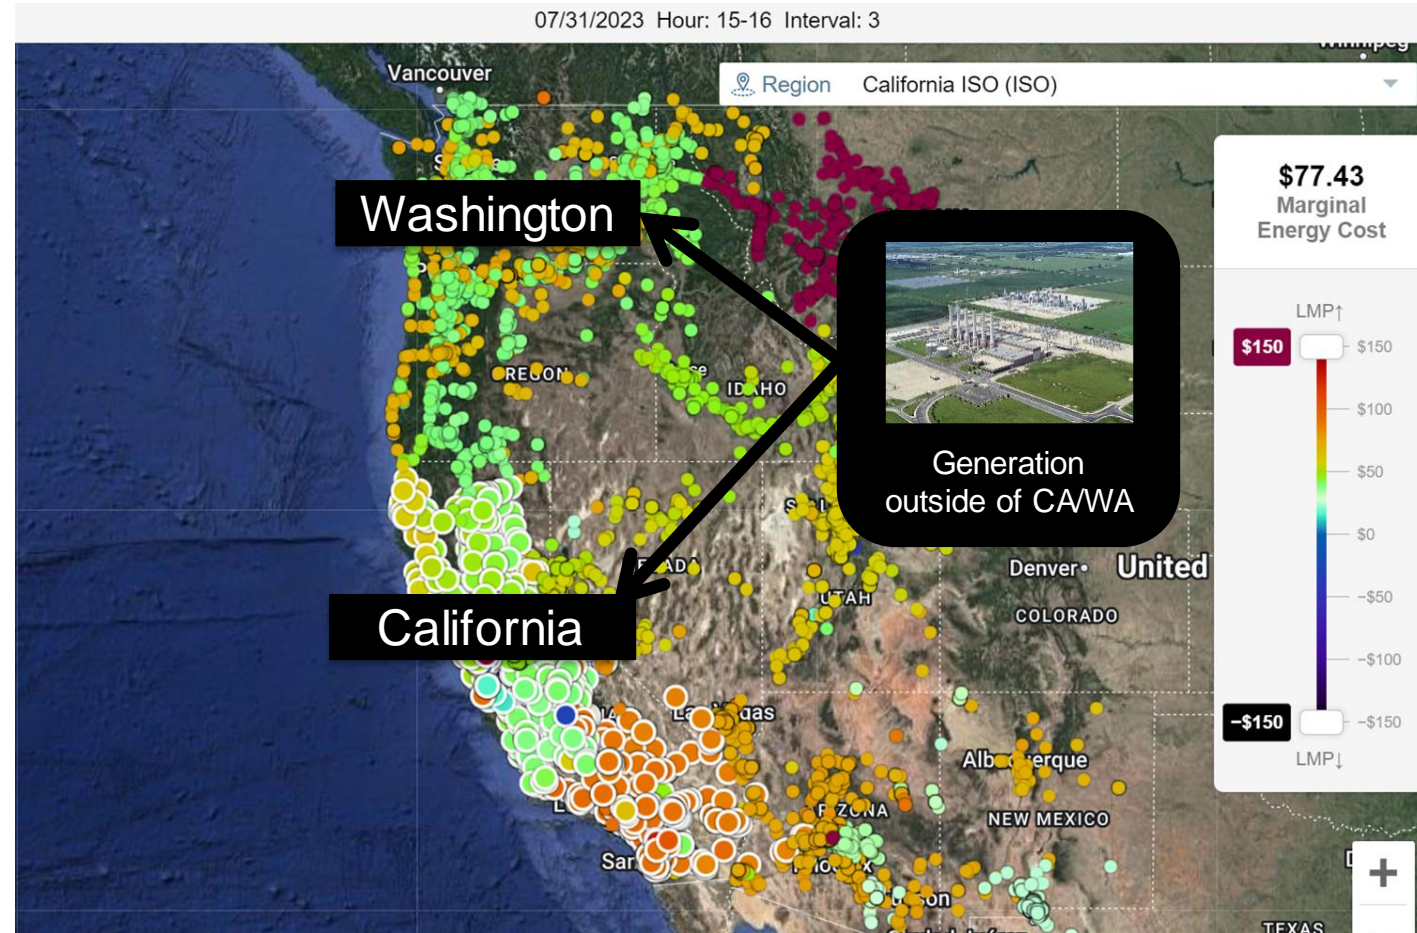 07/31/2023 Hour: 15-16 Interval: 3
Vancouver
Region California ISO (ISO)
$77.43
Marginal
Energy Cost
Washington
LMP↑
$150
$150
$100
IDAHO
$50
Generation
outside of CA/WA
$0
Denver
United
UTAH
COLORADO
−$50
California
−$100
−$150
−$150
LMP↓
NEW MEXICO
TEXAS
+